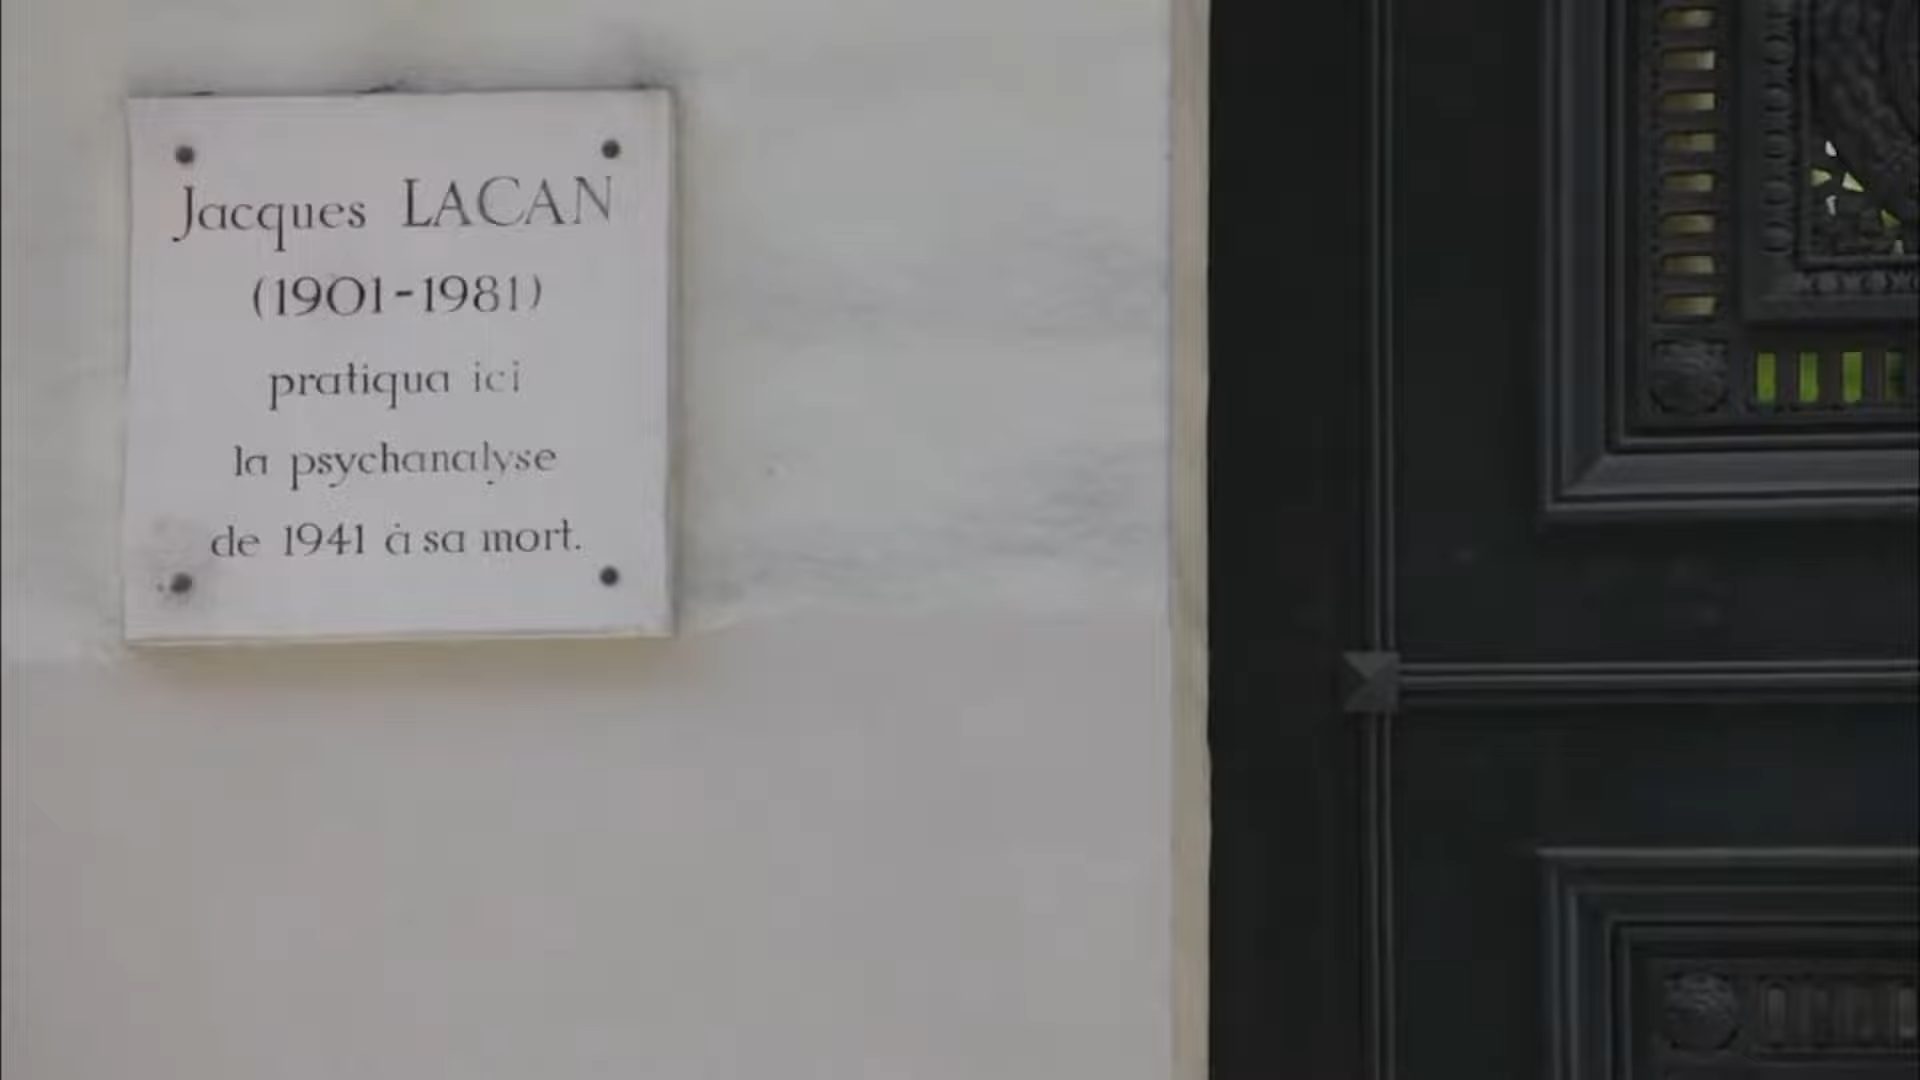 Jacques LACAN
(1901-1981)
pratiqua ici
la psychanalyse
de 1941 à sa mort.